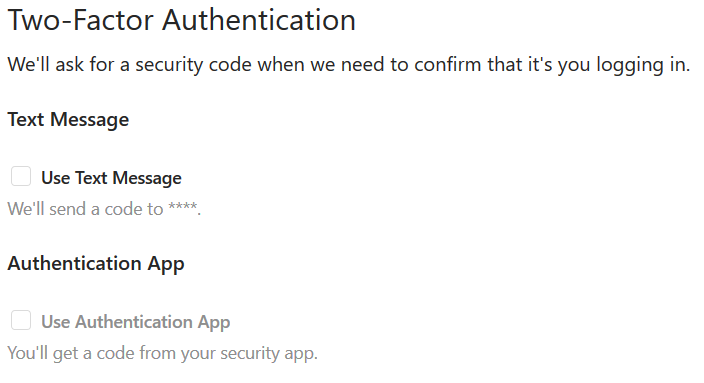 Two-Factor Authentication
We'll ask for a security code when we need to confirm that it's you logging in.
Text Message
Use Text Message
We'll send a code to ****.
Authentication App
Use Authentication App
You'll get a code from your security app.